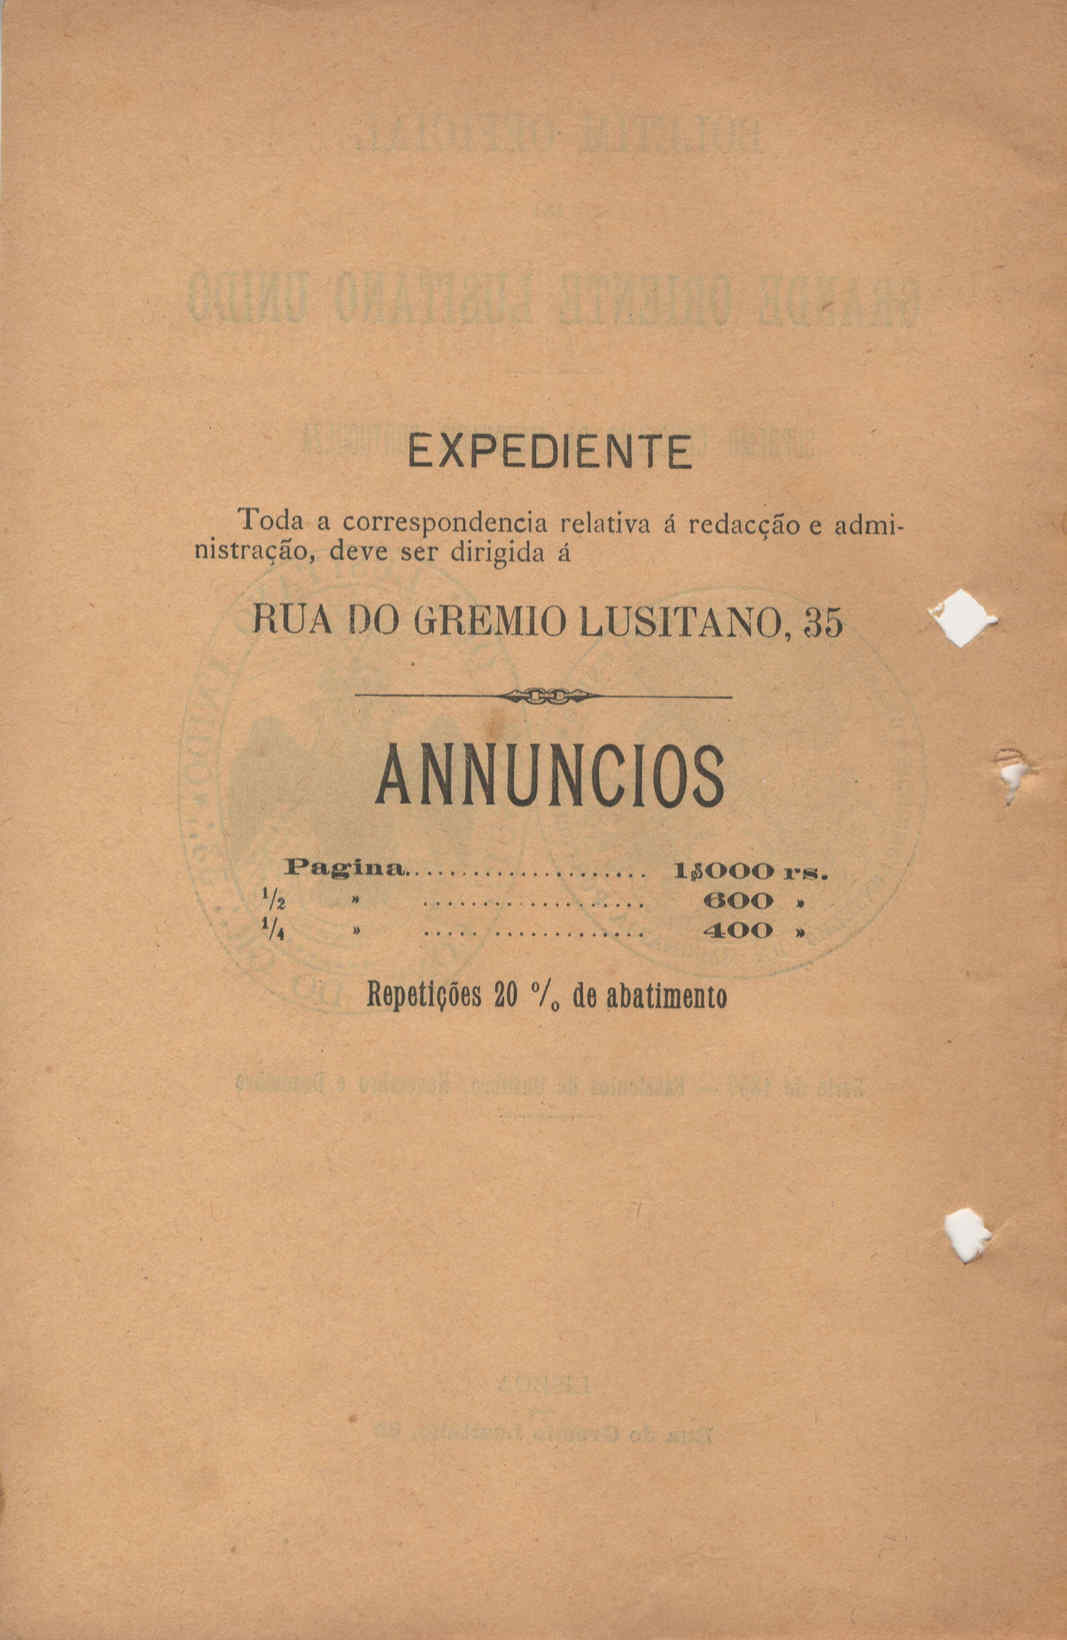 EXPEDIENTE
Toda a correspondencia relativa á redacção e admi-
nistração, deve ser dirigida á
RUA DO GREMIO LUSITANO, 35
ANNUNCIOS
Pagina..................... 1$000 rs.
1/2 » ................... 600 »
1/4 » ................... 400 »
Repetições 20 % de abatimento